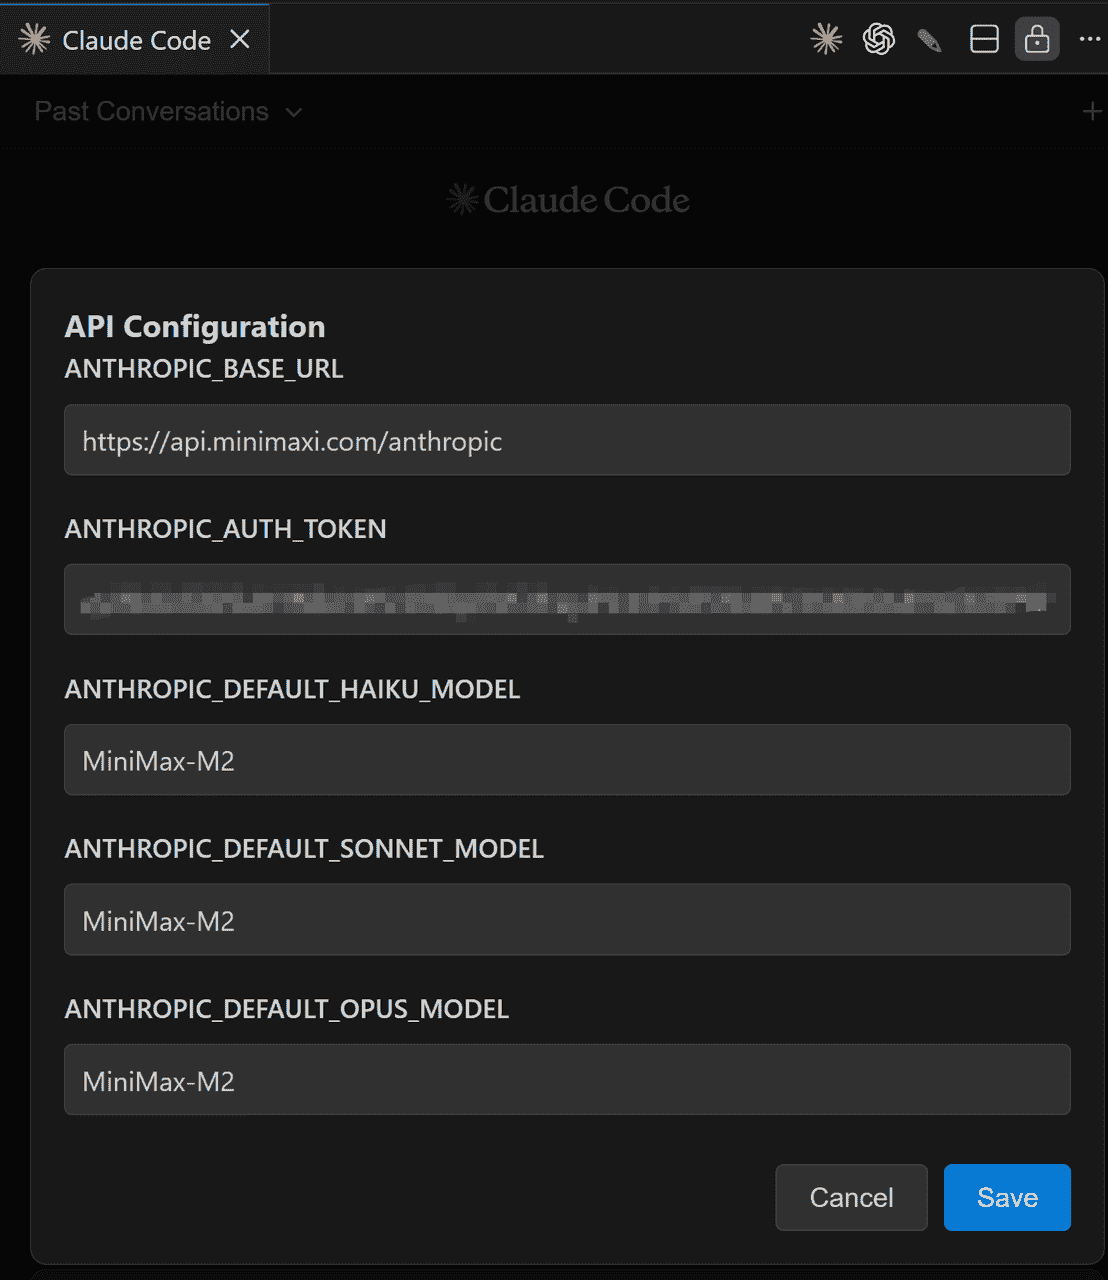 Claude Code
Past Conversations
Claude Code
API Configuration
ANTHROPIC_BASE_URL
https://api.minimaxi.com/anthropic
ANTHROPIC_AUTH_TOKEN
ANTHROPIC_DEFAULT_HAIKU_MODEL
MiniMax-M2
ANTHROPIC_DEFAULT_SONNET_MODEL
MiniMax-M2
ANTHROPIC_DEFAULT_OPUS_MODEL
MiniMax-M2
Cancel Save